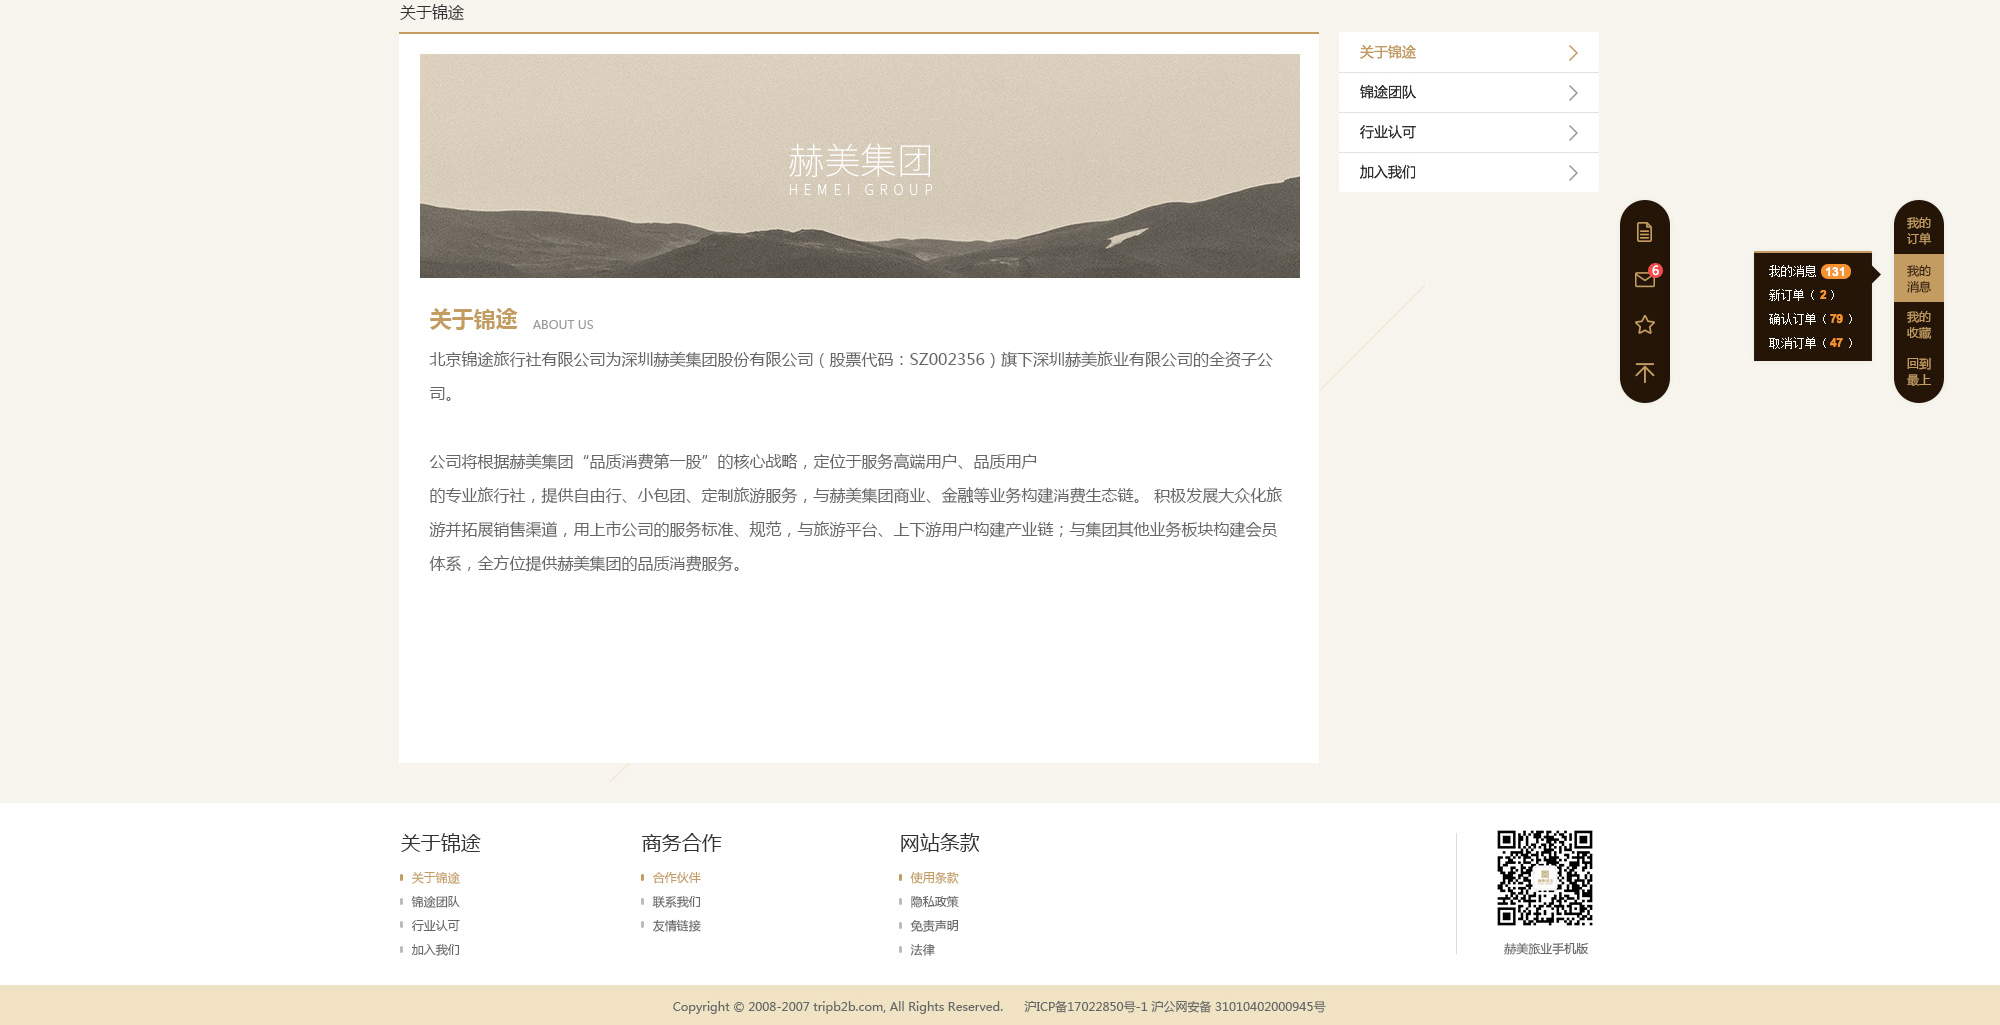 关于锦途
赫美集团
HEMEI GROUP
关于锦途 ABOUT US
北京锦途旅行社有限公司为深圳赫美集团股份有限公司（股票代码：SZ002356）旗下深圳赫美旅业有限公司的全资子公
司。
公司将根据赫美集团“品质消费第一股”的核心战略，定位于服务高端用户、品质用户
的专业旅行社，提供自由行、小包团、定制旅游服务，与赫美集团商业、金融等业务构建消费生态链。 积极发展大众化旅
游并拓展销售渠道，用上市公司的服务标准、规范，与旅游平台、上下游用户构建产业链；与集团其他业务板块构建会员
体系，全方位提供赫美集团的品质消费服务。
关于锦途
锦途团队
行业认可
加入我们
6
我的消息 131
新订单（ 2 ）
确认订单（ 79 ）
取消订单（ 47 ）
我的
订单
我的
消息
我的
收藏
回到
最上
关于锦途
关于锦途
锦途团队
行业认可
加入我们
商务合作
合作伙伴
联系我们
友情链接
网站条款
使用条款
隐私政策
免责声明
法律
赫美旅业手机版
Copyright © 2008-2007 tripb2b.com, All Rights Reserved. 沪ICP备17022850号-1 沪公网安备 31010402000945号